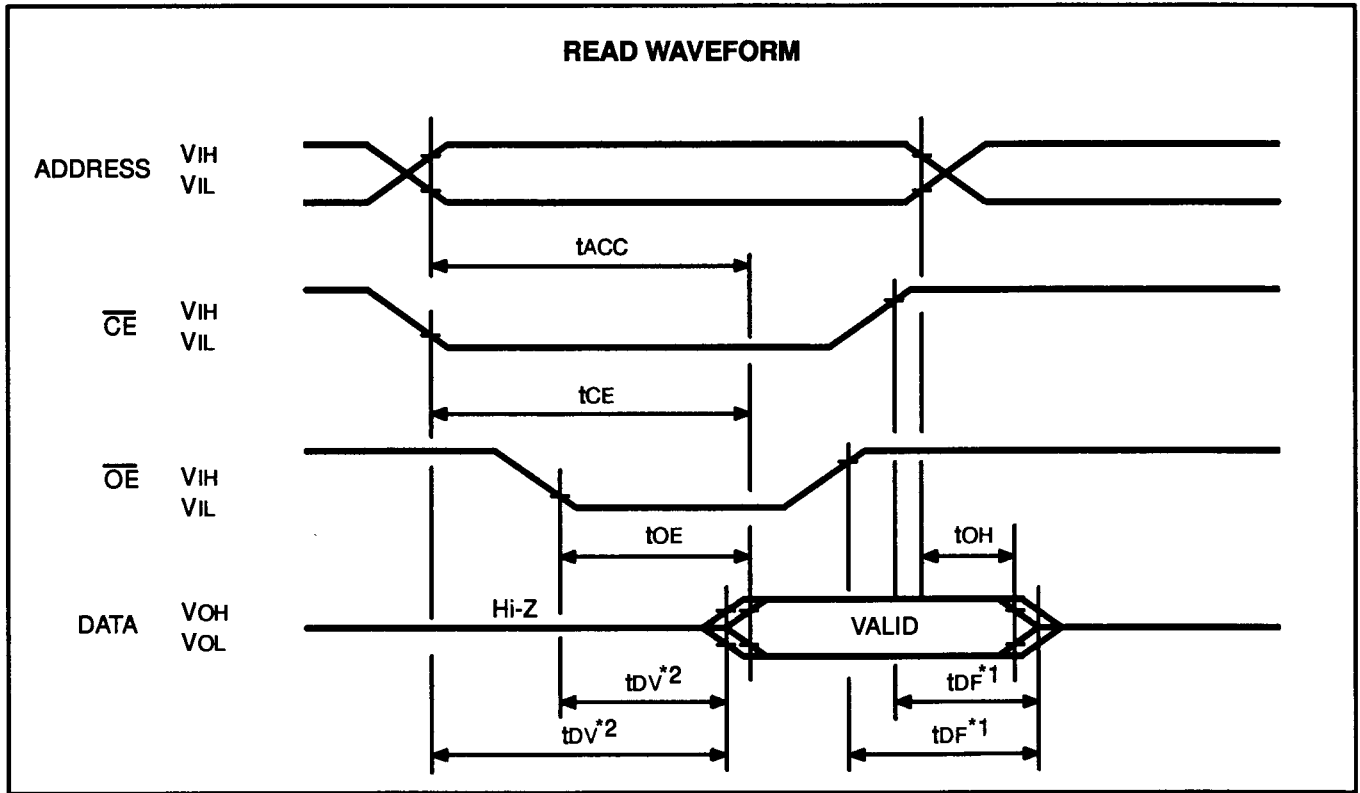 READ WAVEFORM
ADDRESS VIH
VIL
tACC
CE VIH
VIL
tCE
OE VIH
VIL
tOE tOH
Hi-Z
DATA VOH
VOL
VALID
tDV*2 tDF*1
tDV*2 tDF*1